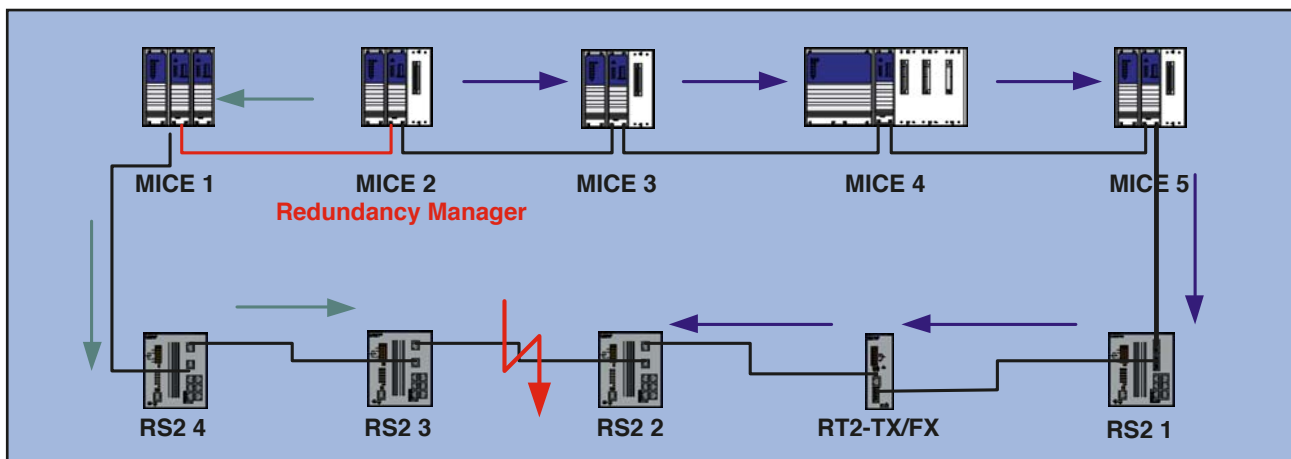 MICE 1
MICE 2
MICE 3
MICE 4
MICE 5
Redundancy Manager
RS2 4
RS2 3
RS2 2
RT2-TX/FX
RS2 1